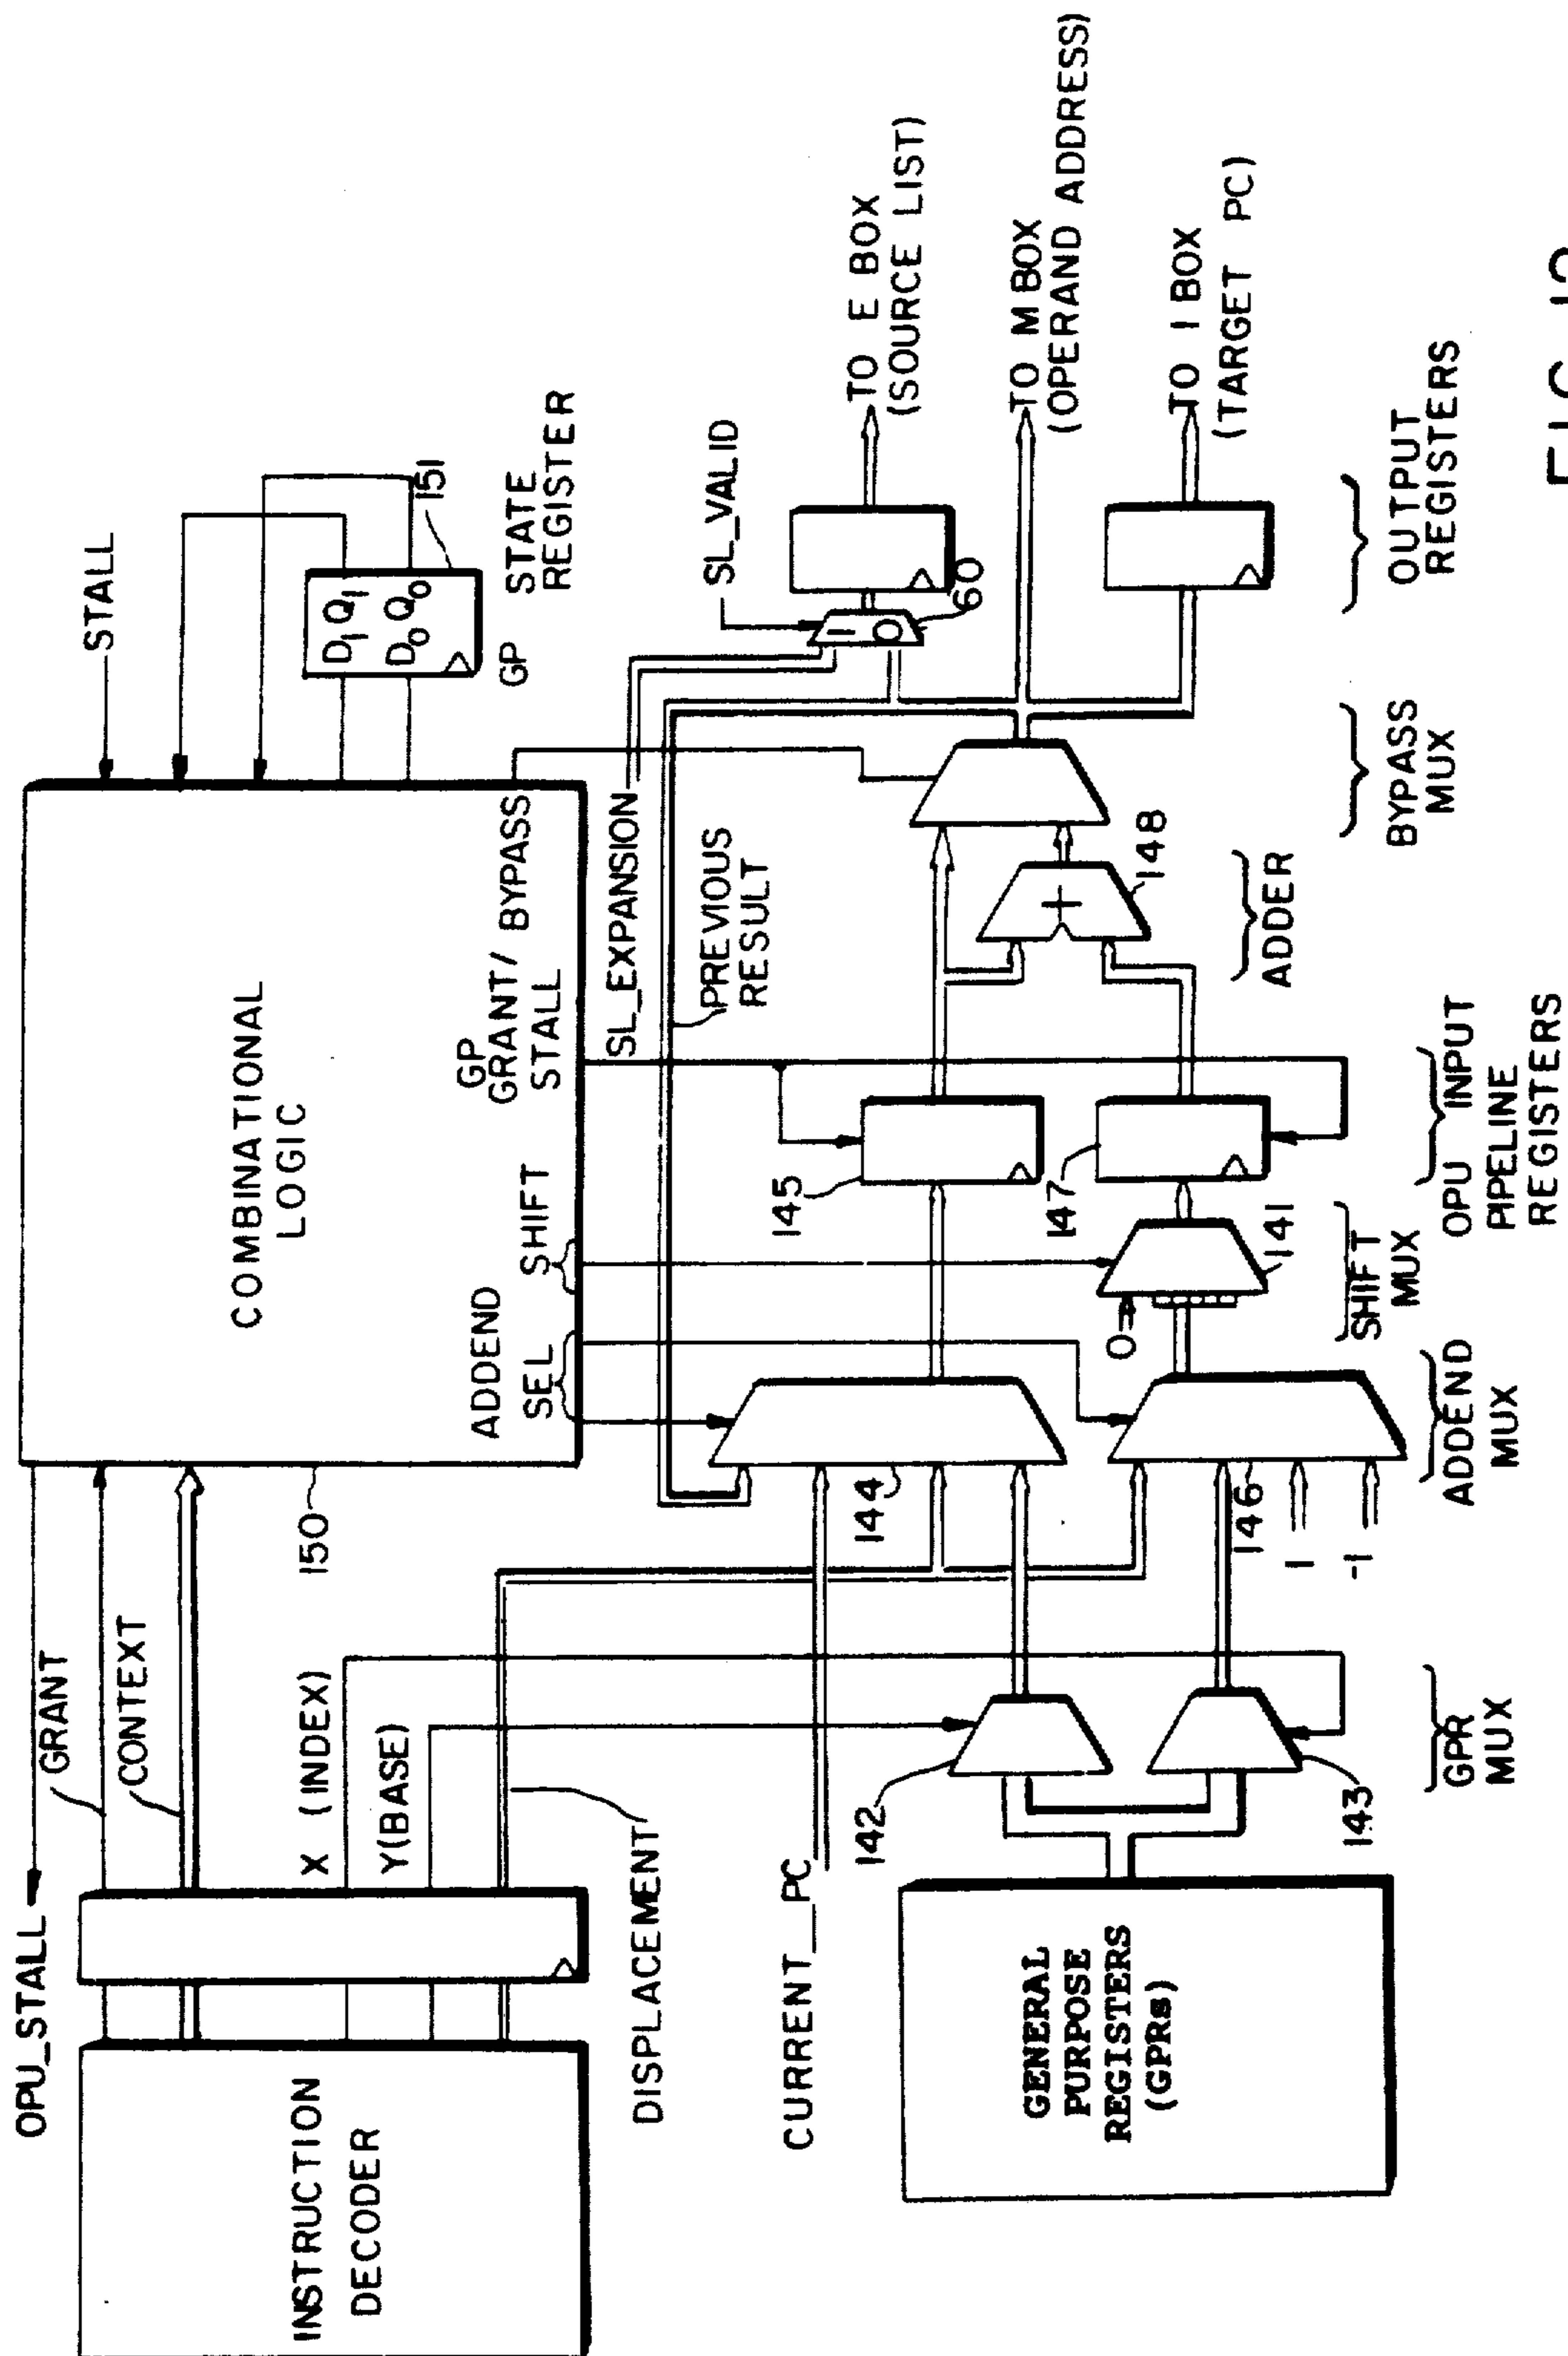 OPU_STALL
GRANT
CONTEXT
X (INDEX)
Y(BASE)
DISPLACEMENT
INSTRUCTION
DECODER
150
COMBINATIONAL
LOGIC
ADDEND
SEL
SHIFT
GP
GRANT/
STALL
BYPASS
STALL
D1 Q1
D0 Q0
151
GP
STATE
REGISTER
SL_EXPANSION
PREVIOUS
RESULT
SL_VALID
1
0
60
TO E BOX
(SOURCE LIST)
TO M BOX
(OPERAND ADDRESS)
TO I BOX
(TARGET PC)
CURRENT_PC
GENERAL
PURPOSE
REGISTERS
(GPRs)
142
143
144
146
1
-1
0
141
145
147
+
148
GPR
MUX
ADDEND
MUX
SHIFT
MUX
OPU INPUT
PIPELINE
REGISTERS
ADDER
BYPASS
MUX
OUTPUT
REGISTERS